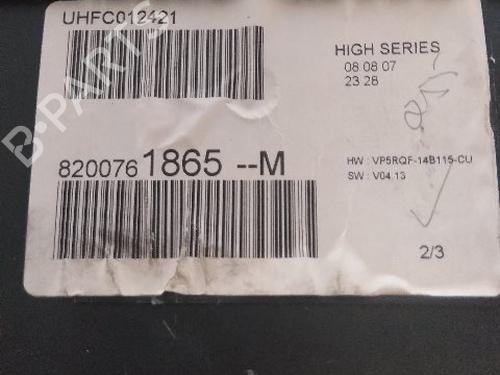 UHFC012421
HIGH SERIES
08 08 07
23 28
8200761865 --M
HW : VP5RQF-14B115-CU
SW : V04.13
2/3
B-PARTS